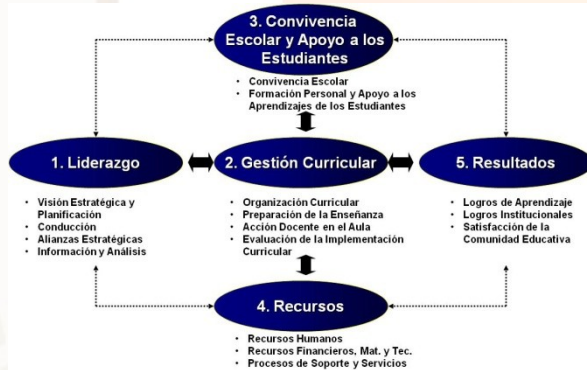 3. Convivencia
Escolar y Apoyo a los
Estudiantes
• Convivencia Escolar
• Formación Personal y Apoyo a los
Aprendizajes de los Estudiantes
1. Liderazgo
• Visión Estratégica y
Planificación
• Conducción
• Alianzas Estratégicas
• Información y Análisis
2. Gestión Curricular
• Organización Curricular
• Preparación de la Enseñanza
• Acción Docente en el Aula
• Evaluación de la Implementación
Curricular
5. Resultados
• Logros de Aprendizaje
• Logros Institucionales
• Satisfacción de la
Comunidad Educativa
4. Recursos
• Recursos Humanos
• Recursos Financieros, Mat. y Tec.
• Procesos de Soporte y Servicios